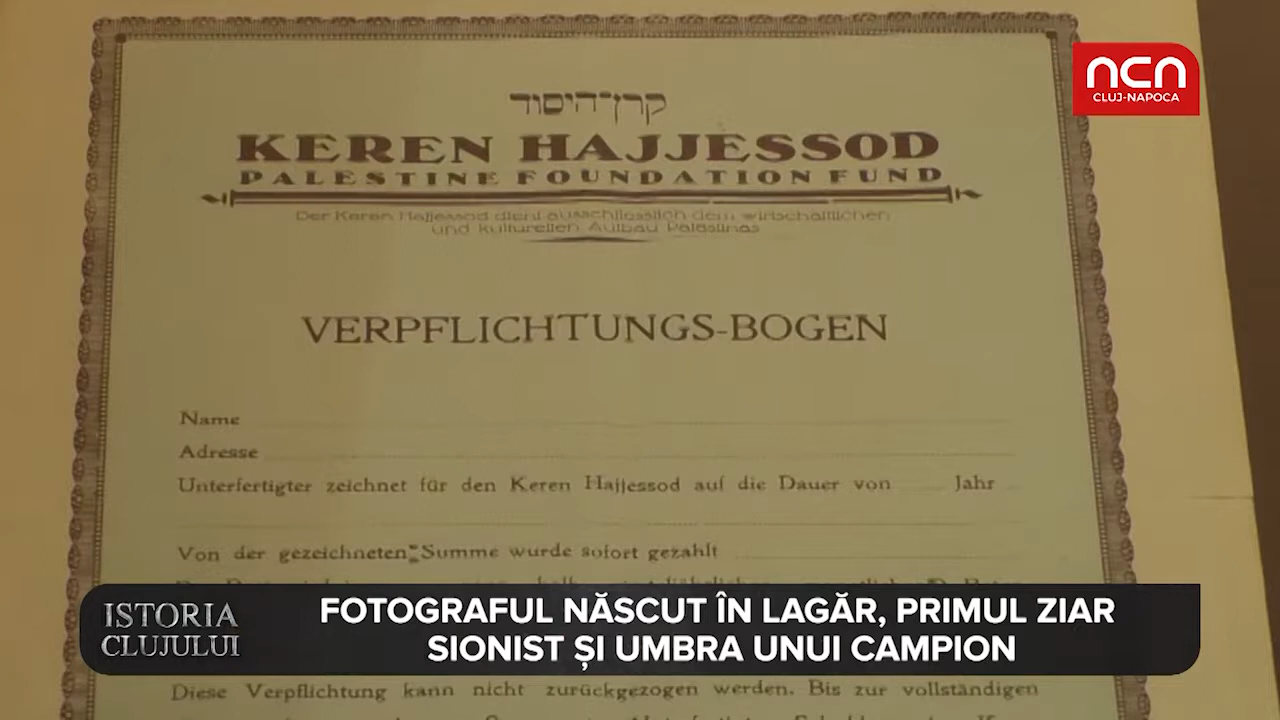 קרן־היסוד
KEREN HAJJESSOD
PALESTINE FOUNDATION FUND
Der Keren Hajjessod dient ausschliesslich dem wirtschaftlichen
und kulturellen Aufbau Palästinas
VERPFLICHTUNGS-BOGEN
Name
Adresse
Unterfertigter zeichnet für den Keren Hajjessod auf die Dauer von Jahr
Von der gezeichneten Summe wurde sofort gezahlt
Diese Verpflichtung kann nicht zurückgezogen werden. Bis zur vollständigen
ncn
CLUJ-NAPOCA
ISTORIA
CLUJULUI
FOTOGRAFUL NĂSCUT ÎN LAGĂR, PRIMUL ZIAR
SIONIST ȘI UMBRA UNUI CAMPION